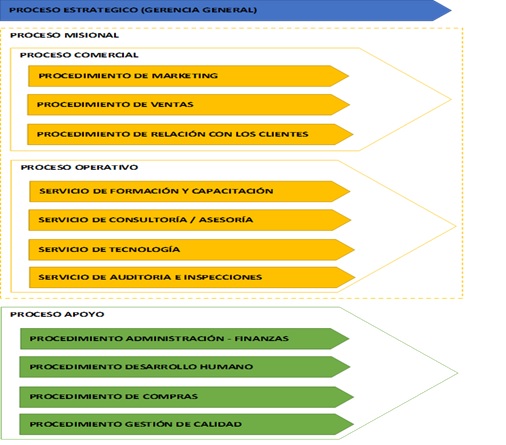 PROCESO ESTRATEGICO (GERENCIA GENERAL)
PROCESO MISIONAL
PROCESO COMERCIAL
PROCEDIMIENTO DE MARKETING
PROCEDIMIENTO DE VENTAS
PROCEDIMIENTO DE RELACIÓN CON LOS CLIENTES
PROCESO OPERATIVO
SERVICIO DE FORMACIÓN Y CAPACITACIÓN
SERVICIO DE CONSULTORÍA / ASESORÍA
SERVICIO DE TECNOLOGÍA
SERVICIO DE AUDITORIA E INSPECCIONES
PROCESO APOYO
PROCEDIMIENTO ADMINISTRACIÓN - FINANZAS
PROCEDIMIENTO DESARROLLO HUMANO
PROCEDIMIENTO DE COMPRAS
PROCEDIMIENTO GESTIÓN DE CALIDAD